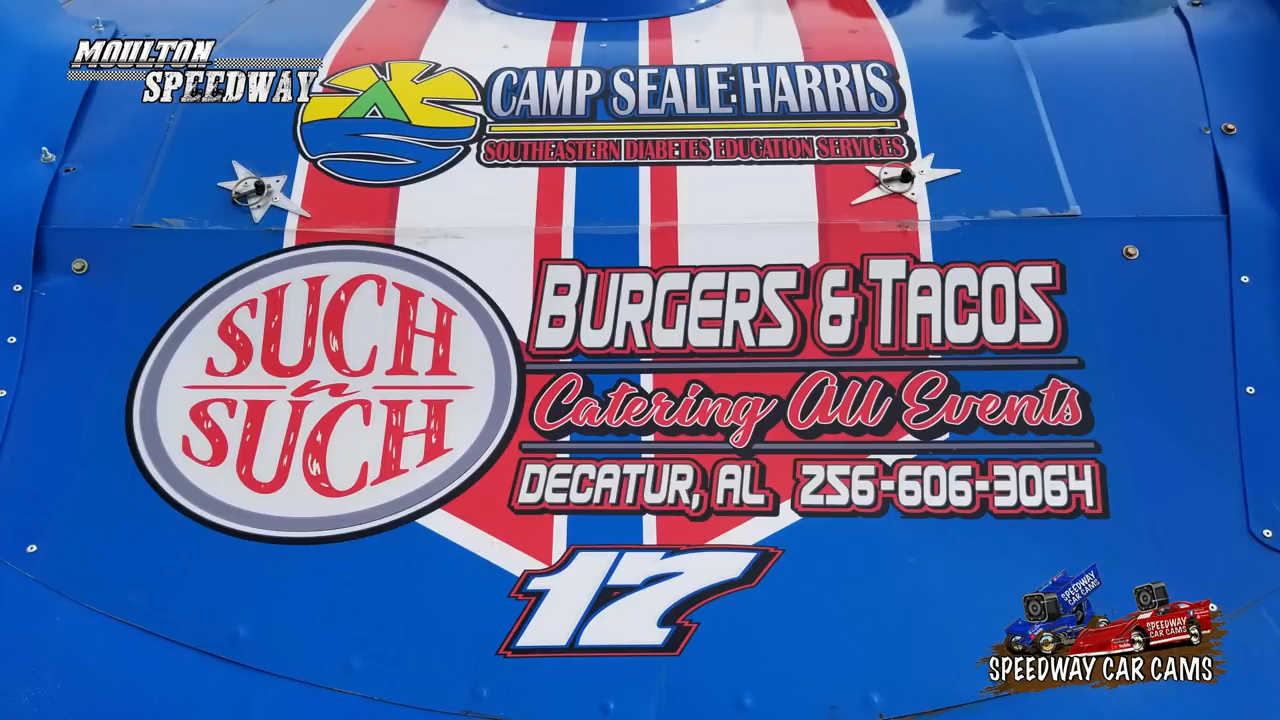 MOULTON
SPEEDWAY
CAMP SEALE HARRIS
SOUTHEASTERN DIABETES EDUCATION SERVICES
SUCH
n
SUCH
BURGERS & TACOS
Catering All Events
DECATUR, AL 256-606-3064
17
SPEEDWAY
CAR CAMS
SPEEDWAY
CAR CAMS
SPEEDWAY CAR CAMS